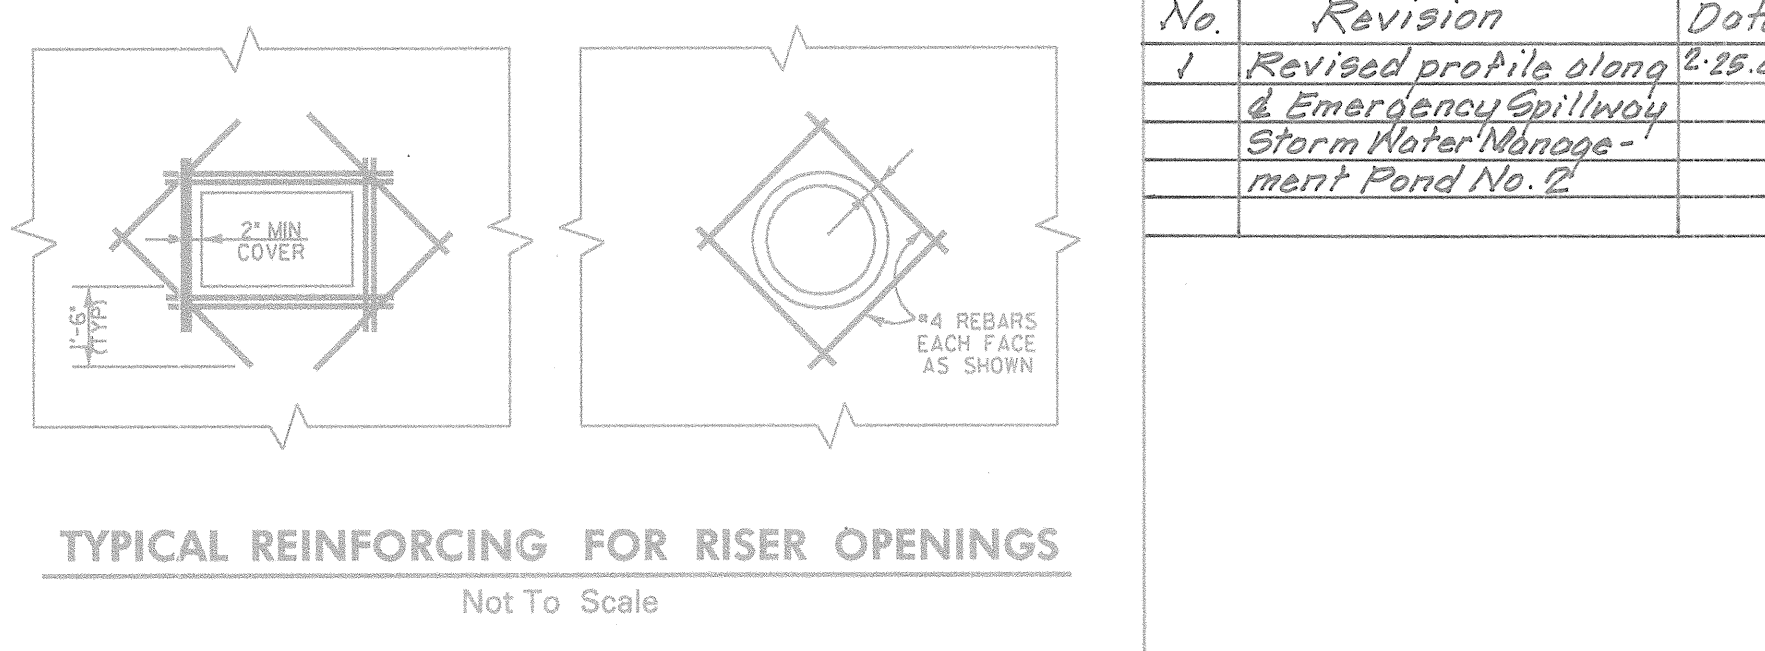 2" MIN
COVER
1'-6"
(TYP)
#4 REBARS
EACH FACE
AS SHOWN
TYPICAL REINFORCING FOR RISER OPENINGS
Not To Scale
No. Revision
1 Revised profile along
℄ Emergency Spillway
Storm Water Manage-
ment Pond No. 2